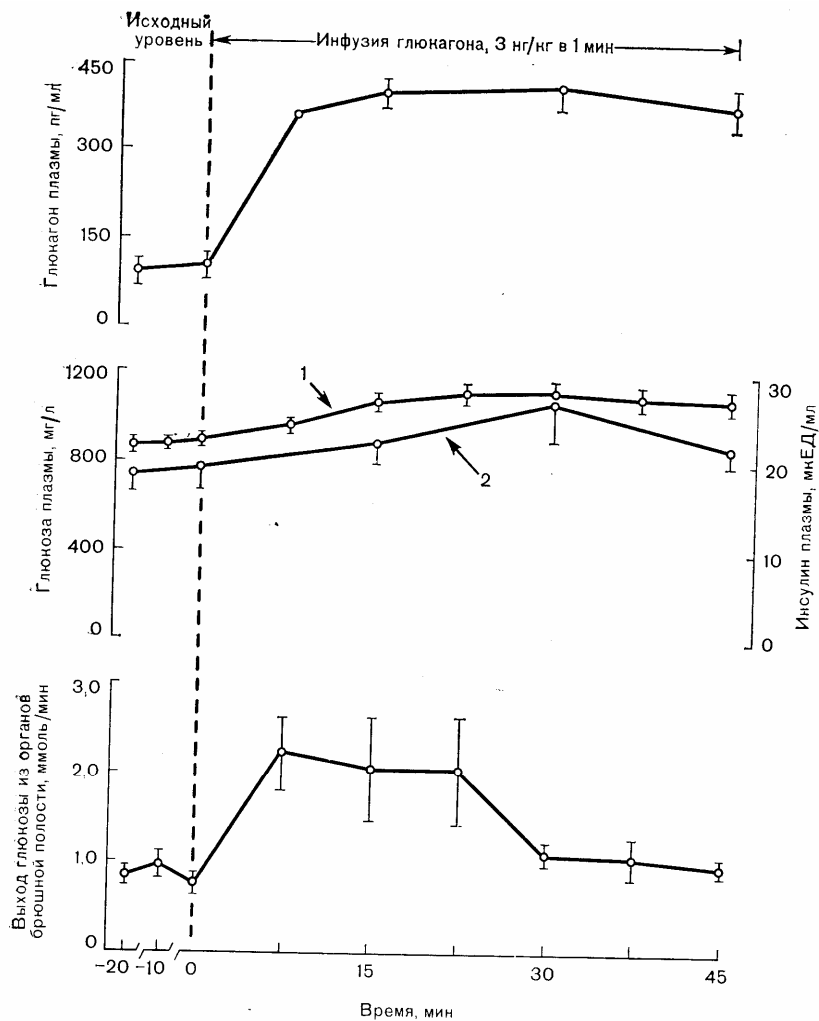 Исходный
уровень
Инфузия глюкагона, 3 нг/кг в 1 мин
Глюкагон плазмы, пг/мл
450
300
150
0
Глюкоза плазмы, мг/л
1200
800
400
0
1
2
30
20
10
0
Инсулин плазмы, мкЕД/мл
Выход глюкозы из органов
брюшной полости, ммоль/мин
3,0
2,0
1,0
0
-20 -10 0 15 30 45
Время, мин